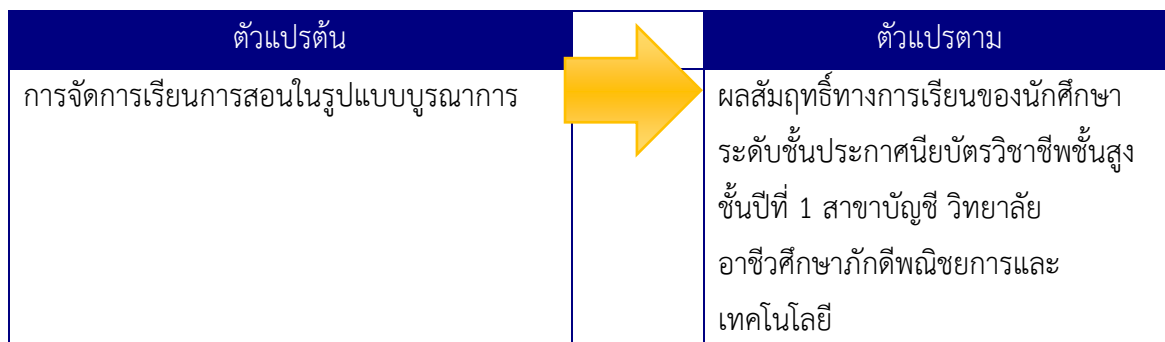 ตัวแปรต้น
ตัวแปรตาม
การจัดการเรียนการสอนในรูปแบบบูรณาการ
ผลสัมฤทธิ์ทางการเรียนของนักศึกษา
ระดับชั้นประกาศนียบัตรวิชาชีพชั้นสูง
ชั้นปีที่ 1 สาขาบัญชี วิทยาลัย
อาชีวศึกษาภักดีพณิชยการและ
เทคโนโลยี